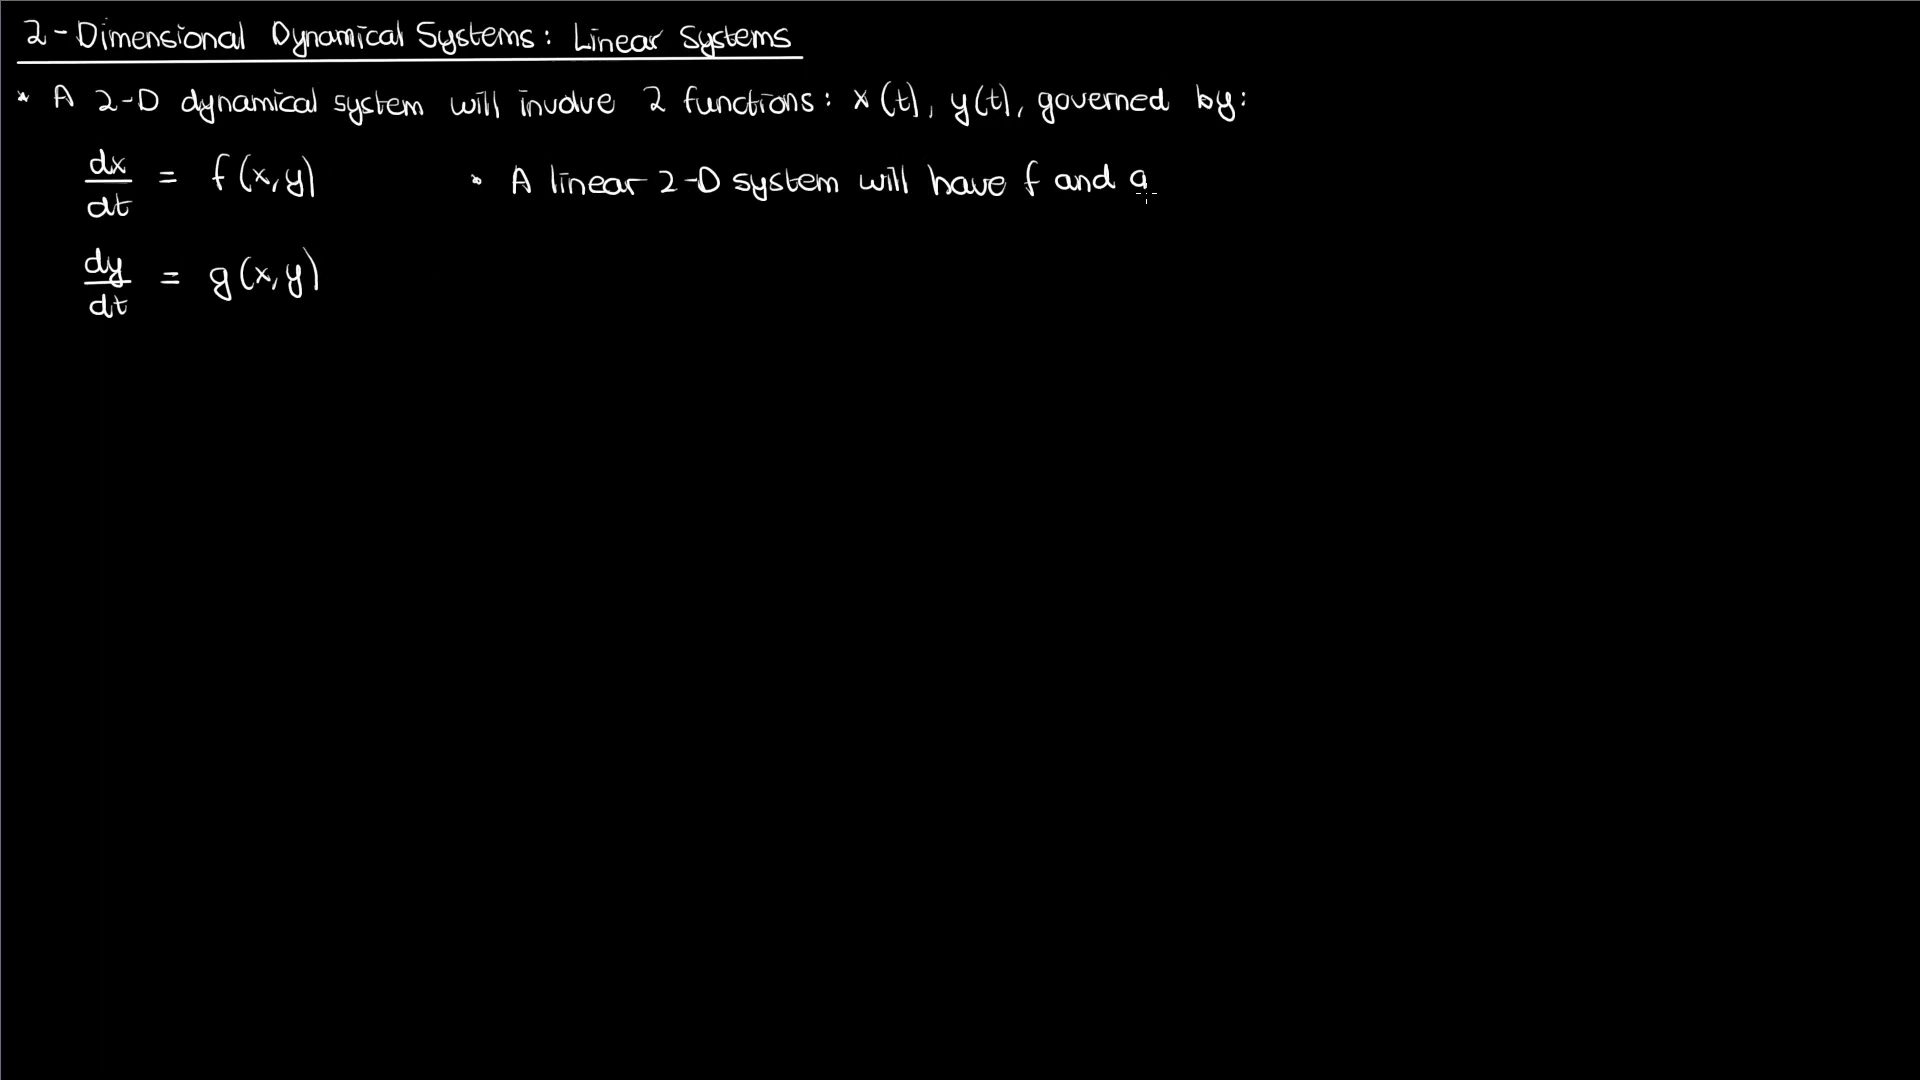 2-Dimensional Dynamical Systems: Linear Systems
* A 2-D dynamical system will involve 2 functions: x(t), y(t), governed by:
dx/dt = f(x,y)
* A linear 2-D system will have f and g
dy/dt = g(x,y)